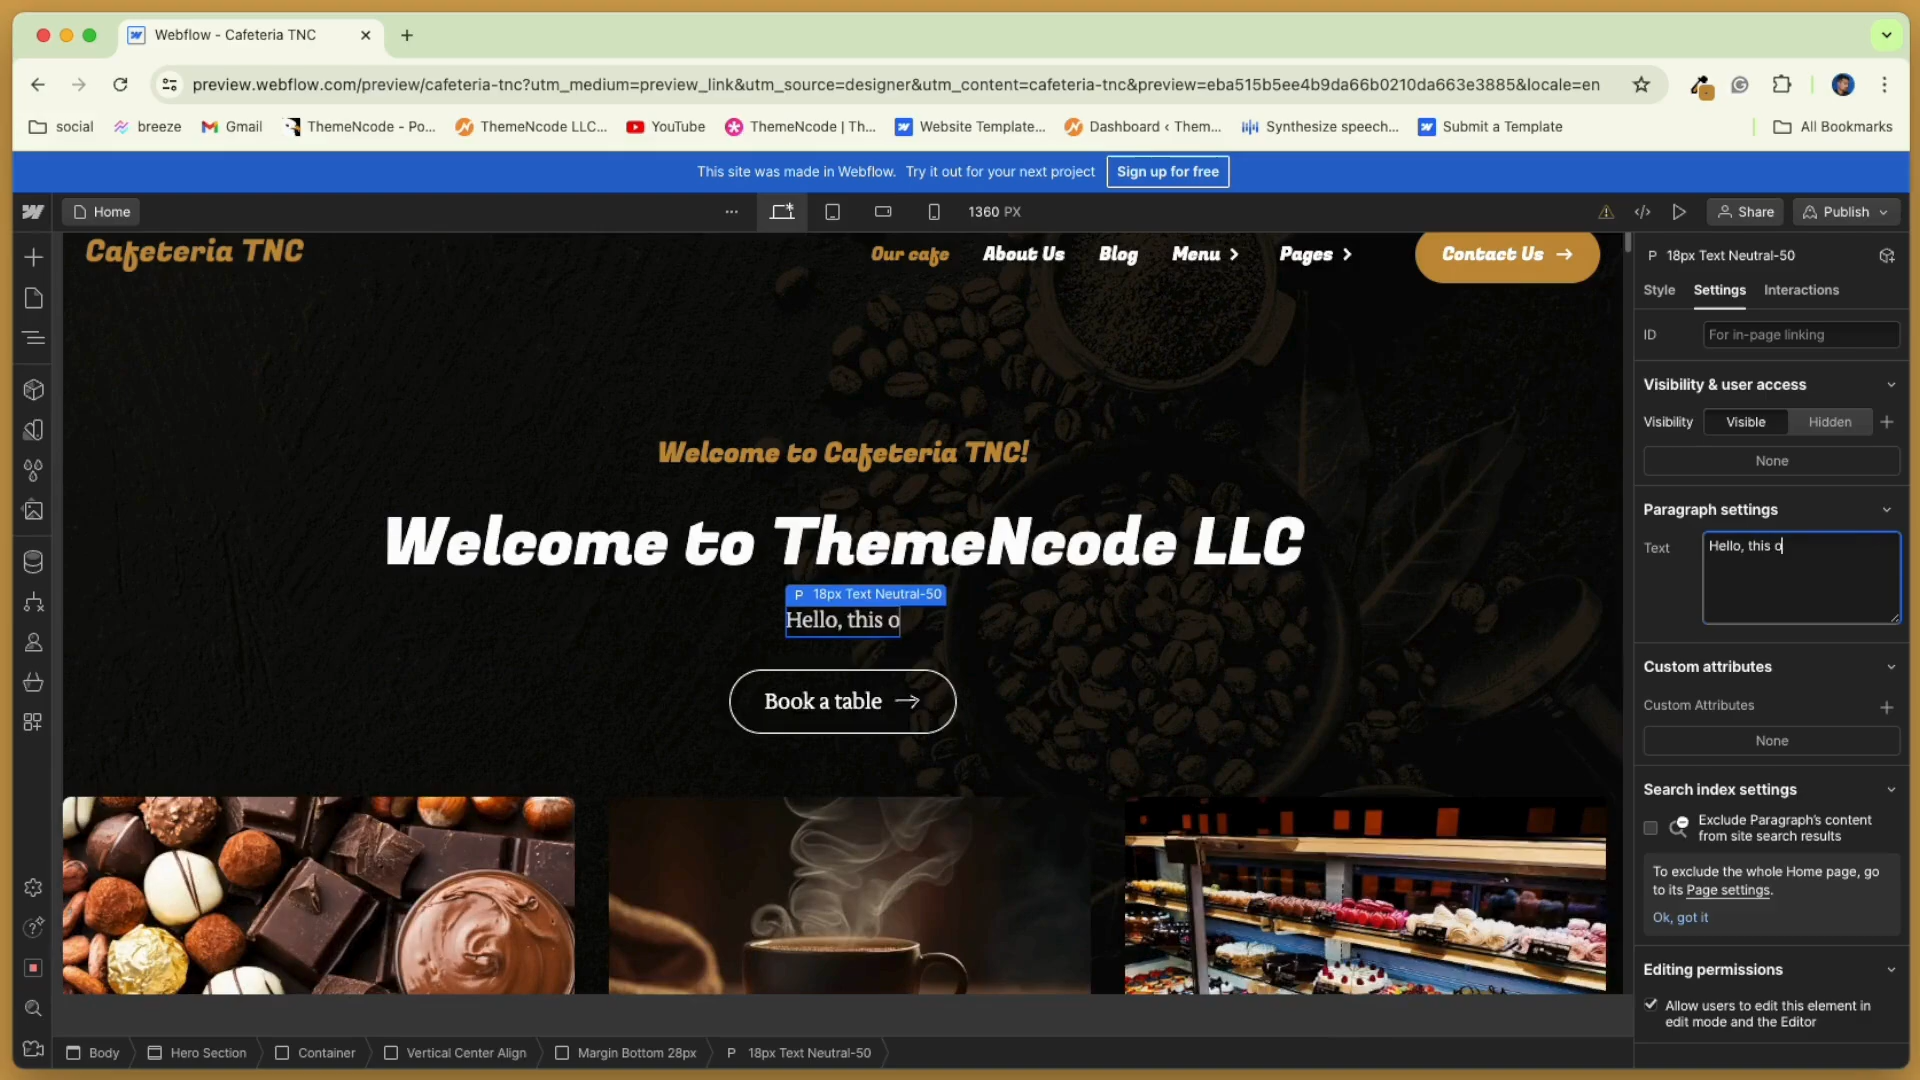 Webflow - Cafeteria TNC
preview.webflow.com/preview/cafeteria-tnc?utm_medium=preview_link&utm_source=designer&utm_content=cafeteria-tnc&preview=eba515b5ee4b9da66b0210da663e3885&locale=en
social breeze Gmail ThemeNcode - Po... ThemeNcode LLC... YouTube ThemeNcode | Th... Website Template... Dashboard ‹ Them... Synthesize speech... Submit a Template All Bookmarks
This site was made in Webflow. Try it out for your next project Sign up for free
Home 1360 PX Share Publish
Cafeteria TNC Our cafe About Us Blog Menu Pages Contact Us
Welcome to Cafeteria TNC!
Welcome to ThemeNcode LLC
P 18px Text Neutral-50
Hello, this o
Book a table
P 18px Text Neutral-50
Style Settings Interactions
ID For in-page linking
Visibility & user access
Visibility Visible Hidden
None
Paragraph settings
Text Hello, this o
Custom attributes
Custom Attributes
None
Search index settings
Exclude Paragraph's content
from site search results
To exclude the whole Home page, go
to its Page settings.
Ok, got it
Editing permissions
Allow users to edit this element in
edit mode and the Editor
Body Hero Section Container Vertical Center Align Margin Bottom 28px P 18px Text Neutral-50